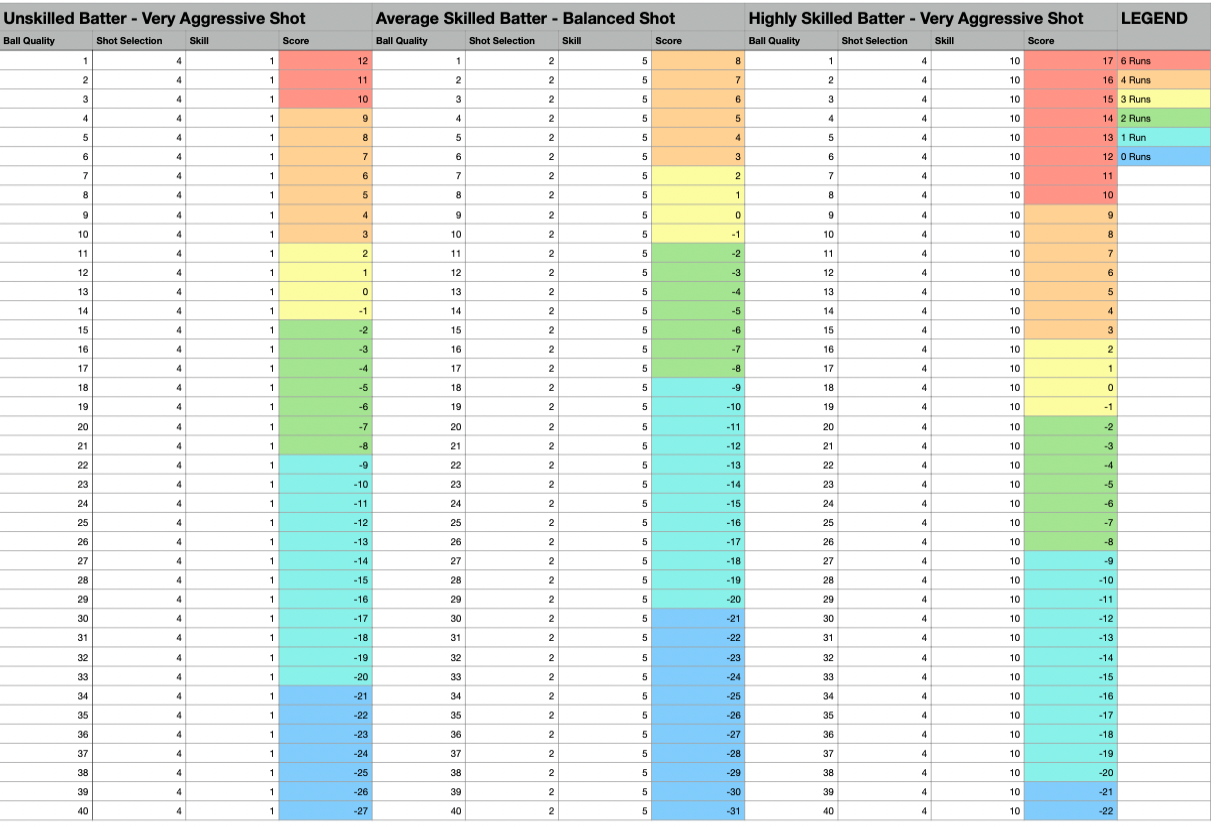 Unskilled Batter - Very Aggressive Shot Average Skilled Batter - Balanced Shot Highly Skilled Batter - Very Aggressive Shot LEGEND
Ball Quality Shot Selection Skill Score Ball Quality Shot Selection Skill Score Ball Quality Shot Selection Skill Score
1 4 1 12 1 2 5 8 1 4 10 17 6 Runs
2 4 1 11 2 2 5 7 2 4 10 16 4 Runs
3 4 1 10 3 2 5 6 3 4 10 15 3 Runs
4 4 1 9 4 2 5 5 4 4 10 14 2 Runs
5 4 1 8 5 2 5 4 5 4 10 13 1 Run
6 4 1 7 6 2 5 3 6 4 10 12 0 Runs
7 4 1 6 7 2 5 2 7 4 10 11
8 4 1 5 8 2 5 1 8 4 10 10
9 4 1 4 9 2 5 0 9 4 10 9
10 4 1 3 10 2 5 -1 10 4 10 8
11 4 1 2 11 2 5 -2 11 4 10 7
12 4 1 1 12 2 5 -3 12 4 10 6
13 4 1 0 13 2 5 -4 13 4 10 5
14 4 1 -1 14 2 5 -5 14 4 10 4
15 4 1 -2 15 2 5 -6 15 4 10 3
16 4 1 -3 16 2 5 -7 16 4 10 2
17 4 1 -4 17 2 5 -8 17 4 10 1
18 4 1 -5 18 2 5 -9 18 4 10 0
19 4 1 -6 19 2 5 -10 19 4 10 -1
20 4 1 -7 20 2 5 -11 20 4 10 -2
21 4 1 -8 21 2 5 -12 21 4 10 -3
22 4 1 -9 22 2 5 -13 22 4 10 -4
23 4 1 -10 23 2 5 -14 23 4 10 -5
24 4 1 -11 24 2 5 -15 24 4 10 -6
25 4 1 -12 25 2 5 -16 25 4 10 -7
26 4 1 -13 26 2 5 -17 26 4 10 -8
27 4 1 -14 27 2 5 -18 27 4 10 -9
28 4 1 -15 28 2 5 -19 28 4 10 -10
29 4 1 -16 29 2 5 -20 29 4 10 -11
30 4 1 -17 30 2 5 -21 30 4 10 -12
31 4 1 -18 31 2 5 -22 31 4 10 -13
32 4 1 -19 32 2 5 -23 32 4 10 -14
33 4 1 -20 33 2 5 -24 33 4 10 -15
34 4 1 -21 34 2 5 -25 34 4 10 -16
35 4 1 -22 35 2 5 -26 35 4 10 -17
36 4 1 -23 36 2 5 -27 36 4 10 -18
37 4 1 -24 37 2 5 -28 37 4 10 -19
38 4 1 -25 38 2 5 -29 38 4 10 -20
39 4 1 -26 39 2 5 -30 39 4 10 -21
40 4 1 -27 40 2 5 -31 40 4 10 -22